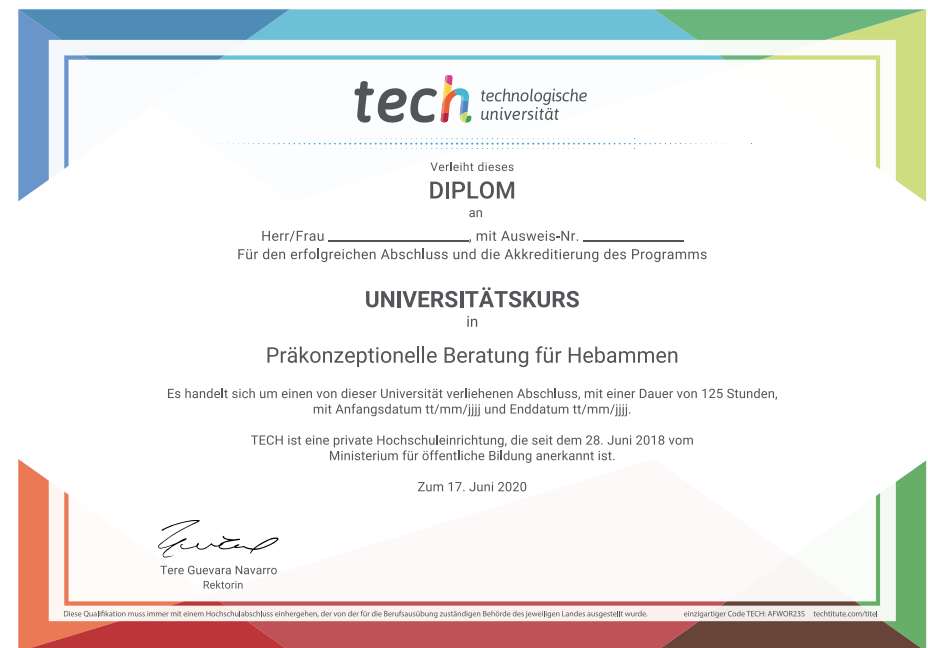 tech technologische
universität
Verleiht dieses
DIPLOM
an
Herr/Frau ____________________, mit Ausweis-Nr. ______________
Für den erfolgreichen Abschluss und die Akkreditierung des Programms
UNIVERSITÄTSKURS
in
Präkonzeptionelle Beratung für Hebammen
Es handelt sich um einen von dieser Universität verliehenen Abschluss, mit einer Dauer von 125 Stunden,
mit Anfangsdatum tt/mm/jjjj und Enddatum tt/mm/jjjj.
TECH ist eine private Hochschuleinrichtung, die seit dem 28. Juni 2018 vom
Ministerium für öffentliche Bildung anerkannt ist.
Zum 17. Juni 2020
Tere Guevara Navarro
Rektorin
Diese Qualifikation muss immer mit einem Hochschulabschluss einhergehen, der von der für die Berufsausübung zuständigen Behörde des jeweiligen Landes ausgestellt wurde. einzigartiger Code TECH: AFWOR23S techtitute.com/titel